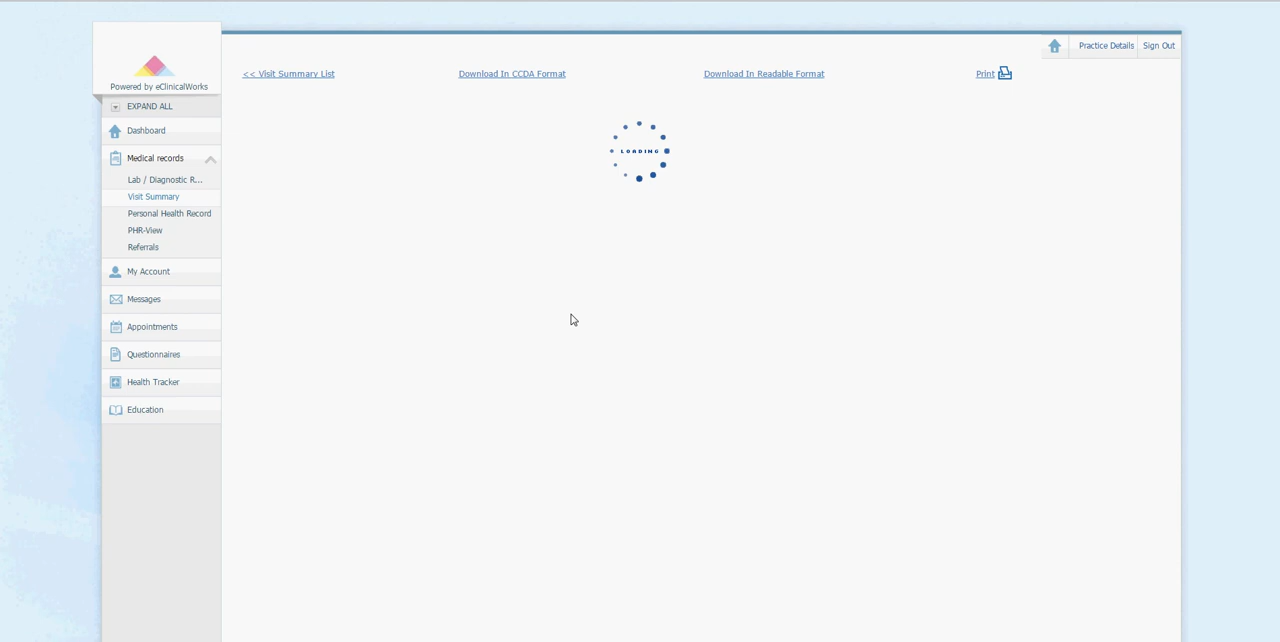 Practice Details Sign Out
<< Visit Summary List Download In CCDA Format Download In Readable Format Print
Powered by eClinicalWorks
EXPAND ALL
Dashboard
Medical records
Lab / Diagnostic R...
Visit Summary
Personal Health Record
PHR-View
Referrals
My Account
Messages
Appointments
Questionnaires
Health Tracker
Education
LOADING